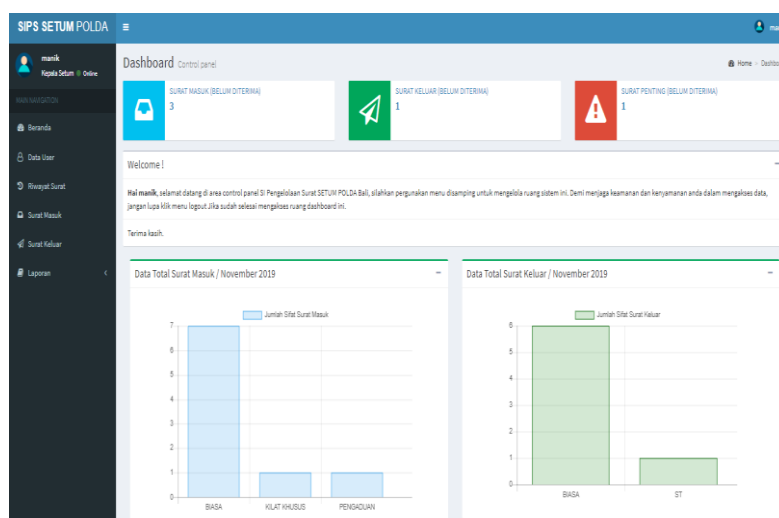 SIPS SETUM POLDA
manik
Kepala Setum Online
MAIN NAVIGATION
Beranda
Data User
Riwayat Surat
Surat Masuk
Surat Keluar
Laporan
Dashboard Control panel
Home > Dashbo
SURAT MASUK (BELUM DITERIMA)
3
SURAT KELUAR (BELUM DITERIMA)
1
SURAT PENTING (BELUM DITERIMA)
1
Welcome !
Hai manik, selamat datang di area control panel SI Pengelolaan Surat SETUM POLDA Bali, silahkan pergunakan menu disamping untuk mengelola ruang sistem ini. Demi menjaga keamanan dan kenyamanan anda dalam mengakses data,
jangan lupa klik menu logout Jika sudah selesai mengakses ruang dashboard ini.
Terima kasih.
Data Total Surat Masuk / November 2019
Jumlah Sifat Surat Masuk
7
6
5
4
3
2
1
0
BIASA KILAT KHUSUS PENGADUAN
Data Total Surat Keluar / November 2019
Jumlah Sifat Surat Keluar
6
5
4
3
2
1
0
BIASA ST